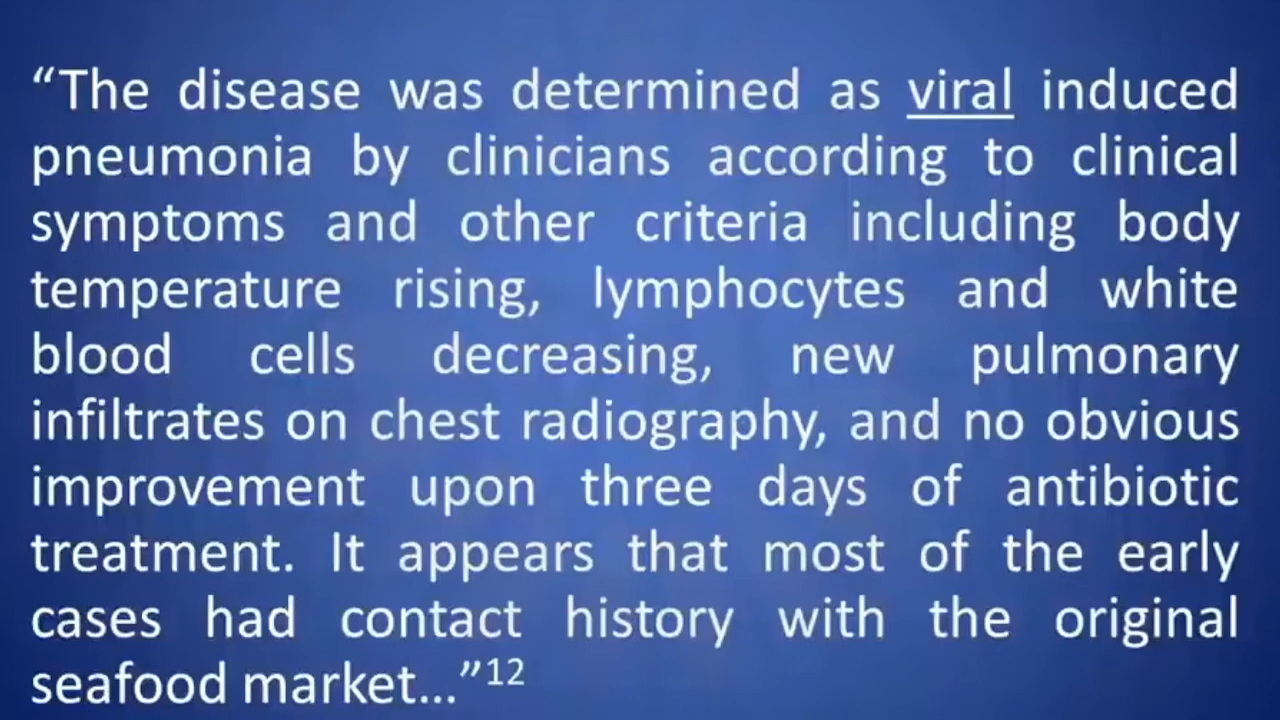 “The disease was determined as viral induced
pneumonia by clinicians according to clinical
symptoms and other criteria including body
temperature rising, lymphocytes and white
blood cells decreasing, new pulmonary
infiltrates on chest radiography, and no obvious
improvement upon three days of antibiotic
treatment. It appears that most of the early
cases had contact history with the original
seafood market…”12